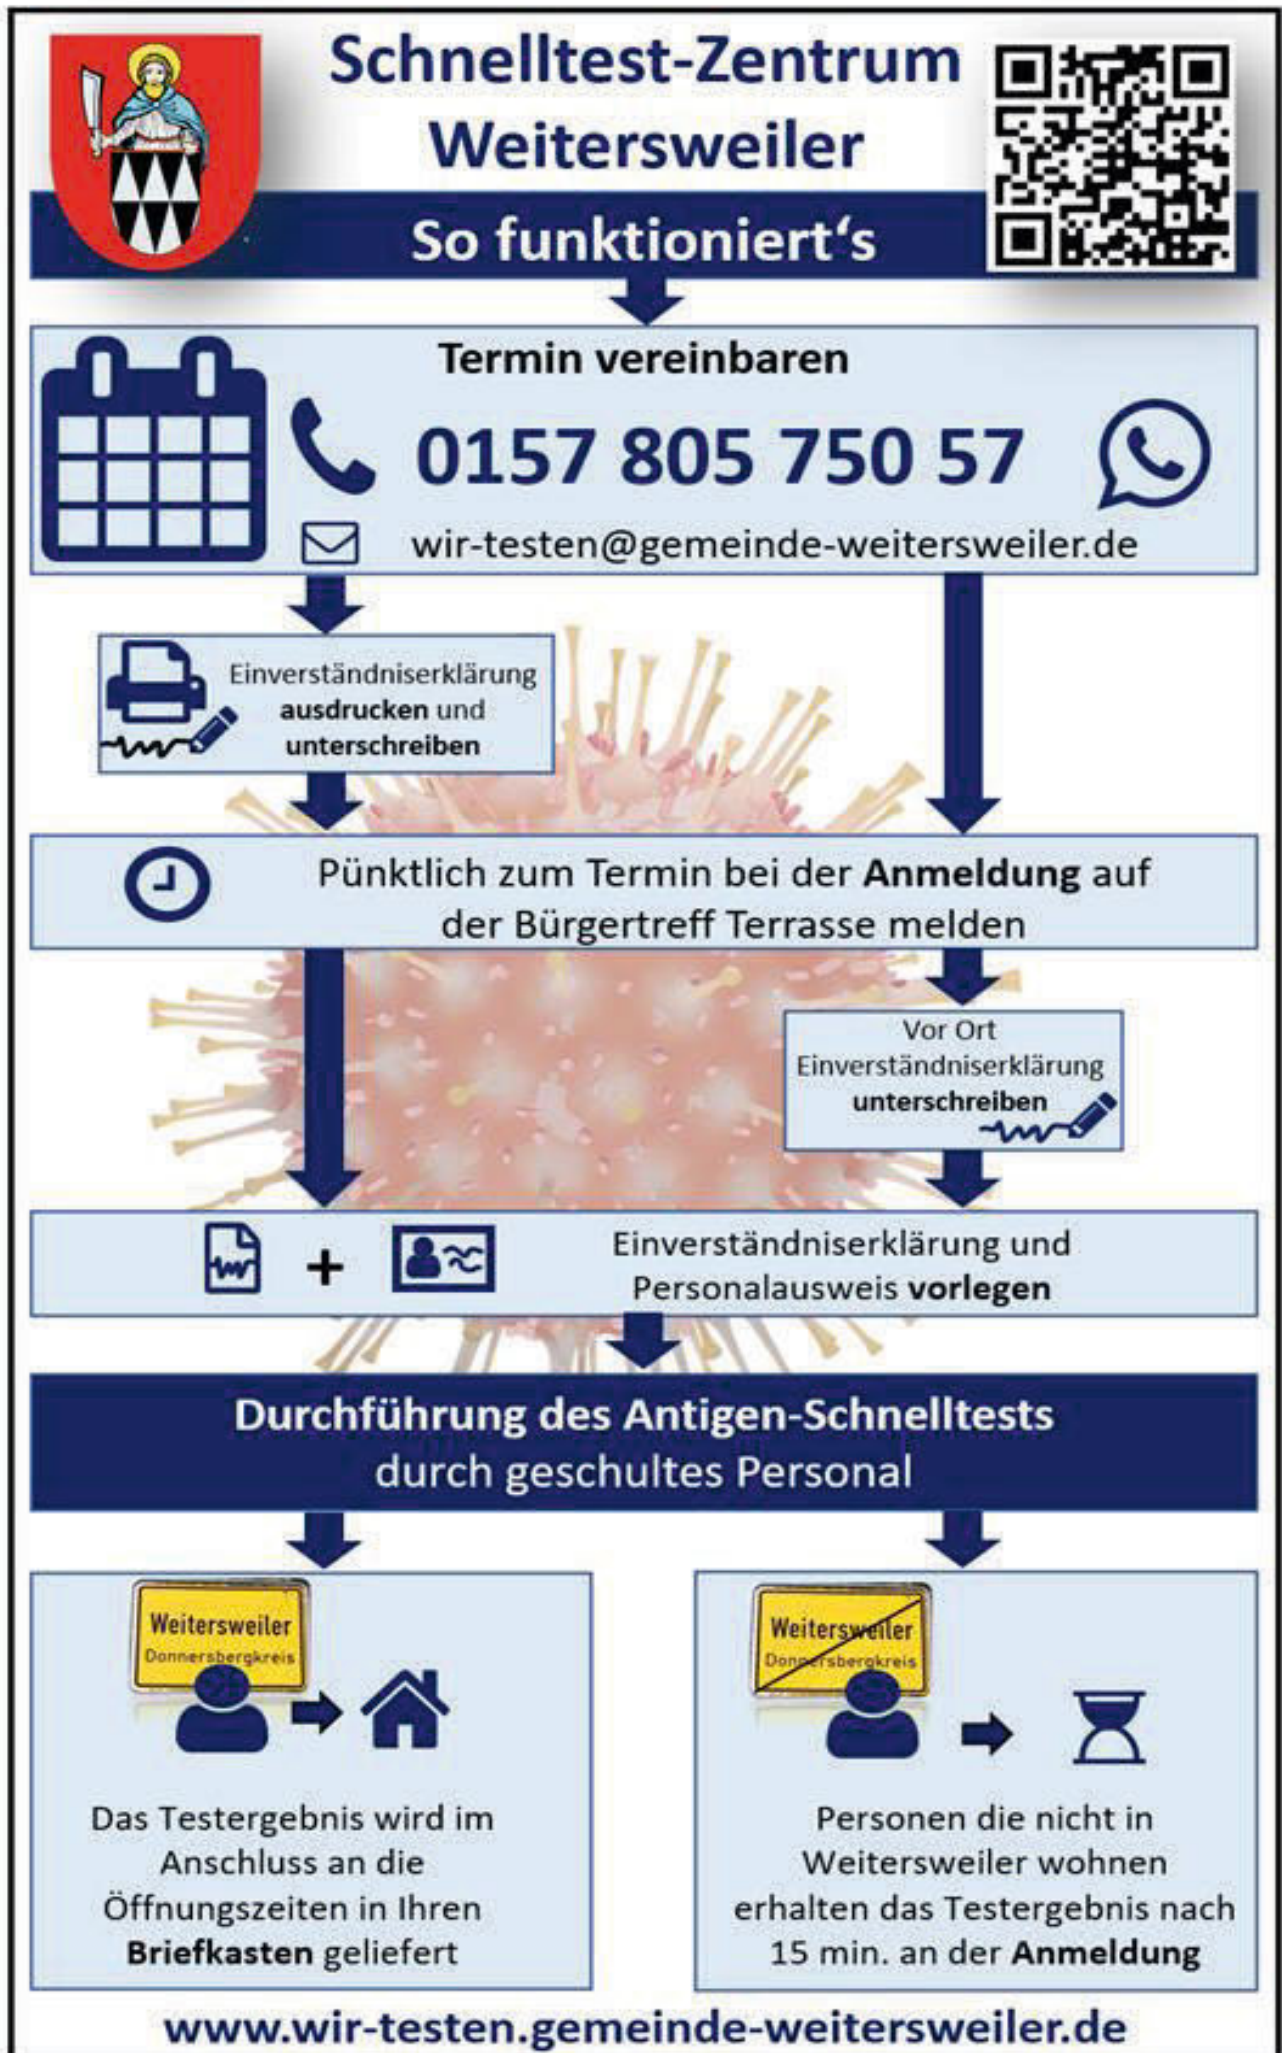 Schnelltest-Zentrum
Weitersweiler
So funktioniert‘s
Termin vereinbaren
0157 805 750 57
wir-testen@gemeinde-weitersweiler.de
Einverständniserklärung
ausdrucken und
unterschreiben
Pünktlich zum Termin bei der Anmeldung auf
der Bürgertreff Terrasse melden
Vor Ort
Einverständniserklärung
unterschreiben
+
Einverständniserklärung und
Personalausweis vorlegen
Durchführung des Antigen-Schnelltests
durch geschultes Personal
Weitersweiler
Donnersbergkreis
Das Testergebnis wird im
Anschluss an die
Öffnungszeiten in Ihren
Briefkasten geliefert
Weitersweiler
Donnersbergkreis
Personen die nicht in
Weitersweiler wohnen
erhalten das Testergebnis nach
15 min. an der Anmeldung
www.wir-testen.gemeinde-weitersweiler.de